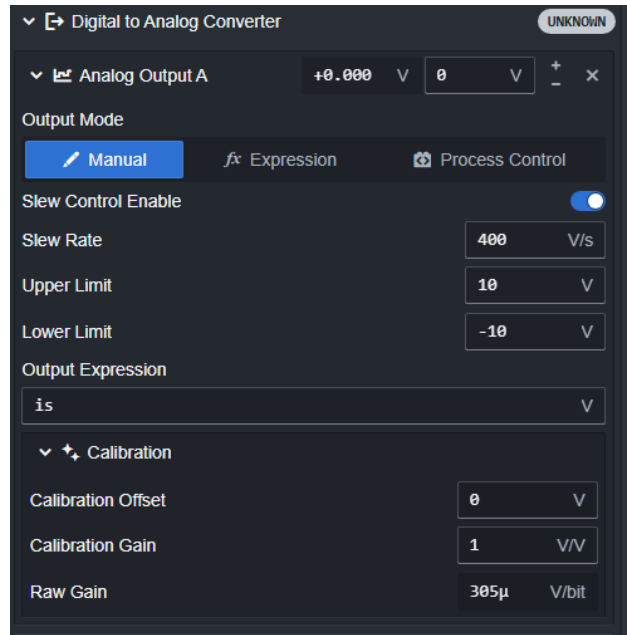 Digital to Analog Converter UNKNOWN
Analog Output A +0.000 V 0 V + − ×
Output Mode
Manual fx Expression Process Control
Slew Control Enable
Slew Rate 400 V/s
Upper Limit 10 V
Lower Limit -10 V
Output Expression
is V
Calibration
Calibration Offset 0 V
Calibration Gain 1 V/V
Raw Gain 305µ V/bit